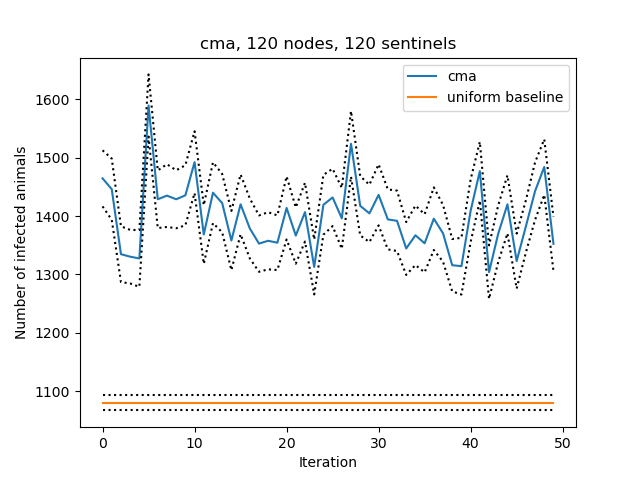 cma, 120 nodes, 120 sentinels
cma
uniform baseline
Number of infected animals
1600
1500
1400
1300
1200
1100
0 10 20 30 40 50
Iteration